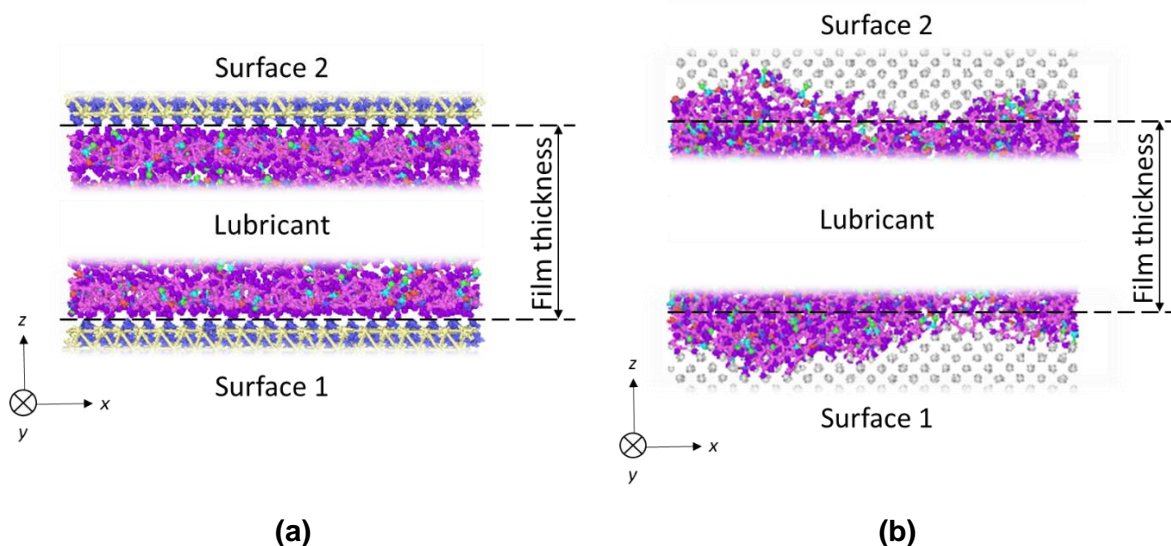 Surface 2
Film thickness
Lubricant
Surface 1
z
x
y
(a)
Surface 2
Film thickness
Lubricant
Surface 1
z
x
y
(b)